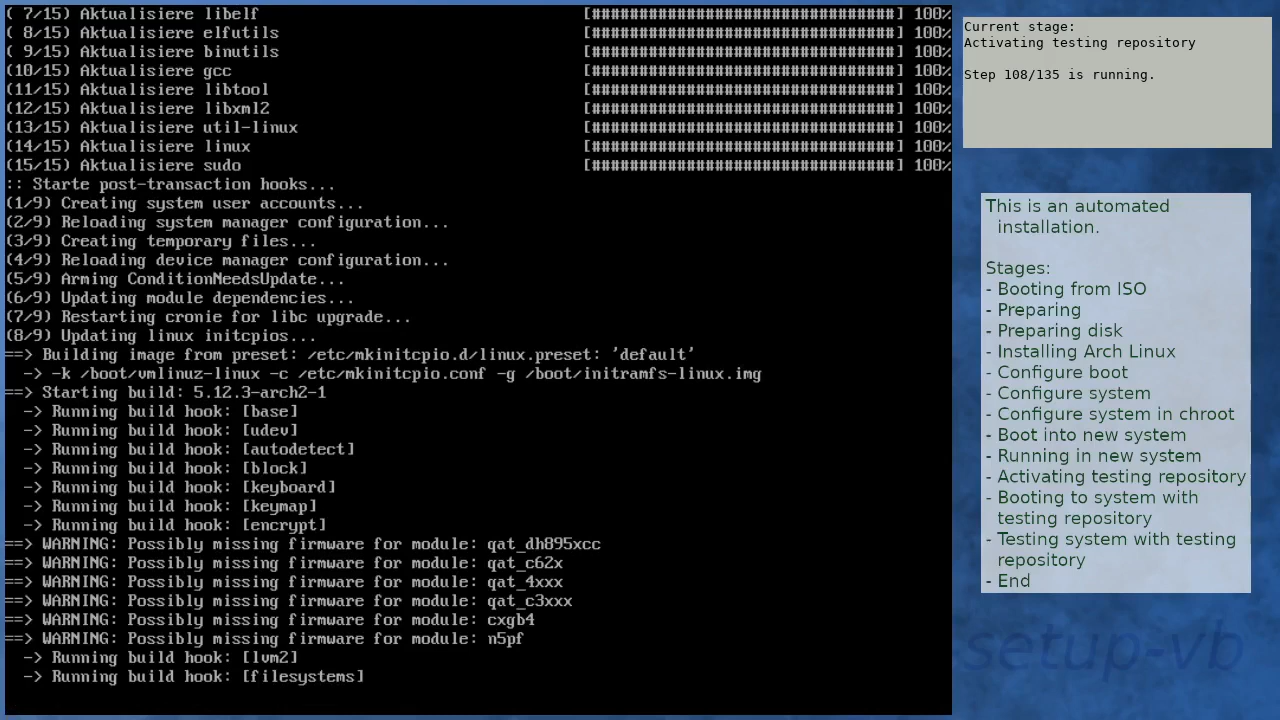 ( 7/15) Aktualisiere libelf [################################] 100%
( 8/15) Aktualisiere elfutils [################################] 100%
( 9/15) Aktualisiere binutils [################################] 100%
(10/15) Aktualisiere gcc [################################] 100%
(11/15) Aktualisiere libtool [################################] 100%
(12/15) Aktualisiere libxml2 [################################] 100%
(13/15) Aktualisiere util-linux [################################] 100%
(14/15) Aktualisiere linux [################################] 100%
(15/15) Aktualisiere sudo [################################] 100%
:: Starte post-transaction hooks...
(1/9) Creating system user accounts...
(2/9) Reloading system manager configuration...
(3/9) Creating temporary files...
(4/9) Reloading device manager configuration...
(5/9) Arming ConditionNeedsUpdate...
(6/9) Updating module dependencies...
(7/9) Restarting cronie for libc upgrade...
(8/9) Updating linux initcpios...
==> Building image from preset: /etc/mkinitcpio.d/linux.preset: 'default'
-> -k /boot/vmlinuz-linux -c /etc/mkinitcpio.conf -g /boot/initramfs-linux.img
==> Starting build: 5.12.3-arch2-1
-> Running build hook: [base]
-> Running build hook: [udev]
-> Running build hook: [autodetect]
-> Running build hook: [block]
-> Running build hook: [keyboard]
-> Running build hook: [keymap]
-> Running build hook: [encrypt]
==> WARNING: Possibly missing firmware for module: qat_dh895xcc
==> WARNING: Possibly missing firmware for module: qat_c62x
==> WARNING: Possibly missing firmware for module: qat_4xxx
==> WARNING: Possibly missing firmware for module: qat_c3xxx
==> WARNING: Possibly missing firmware for module: cxgb4
==> WARNING: Possibly missing firmware for module: n5pf
-> Running build hook: [lvm2]
-> Running build hook: [filesystems]
Current stage:
Activating testing repository
Step 108/135 is running.
This is an automated
installation.
Stages:
- Booting from ISO
- Preparing
- Preparing disk
- Installing Arch Linux
- Configure boot
- Configure system
- Configure system in chroot
- Boot into new system
- Running in new system
- Activating testing repository
- Booting to system with
testing repository
- Testing system with testing
repository
- End
setup-vb